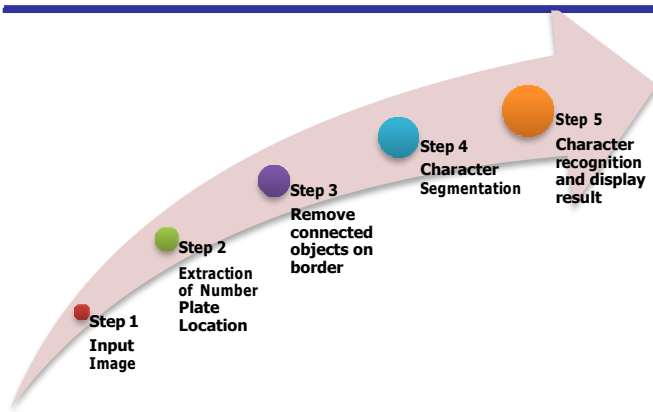 Step 1
Input
Image
Step 2
Extraction
of Number
Plate
Location
Step 3
Remove
connected
objects on
border
Step 4
Character
Segmentation
Step 5
Character
recognition
and display
result